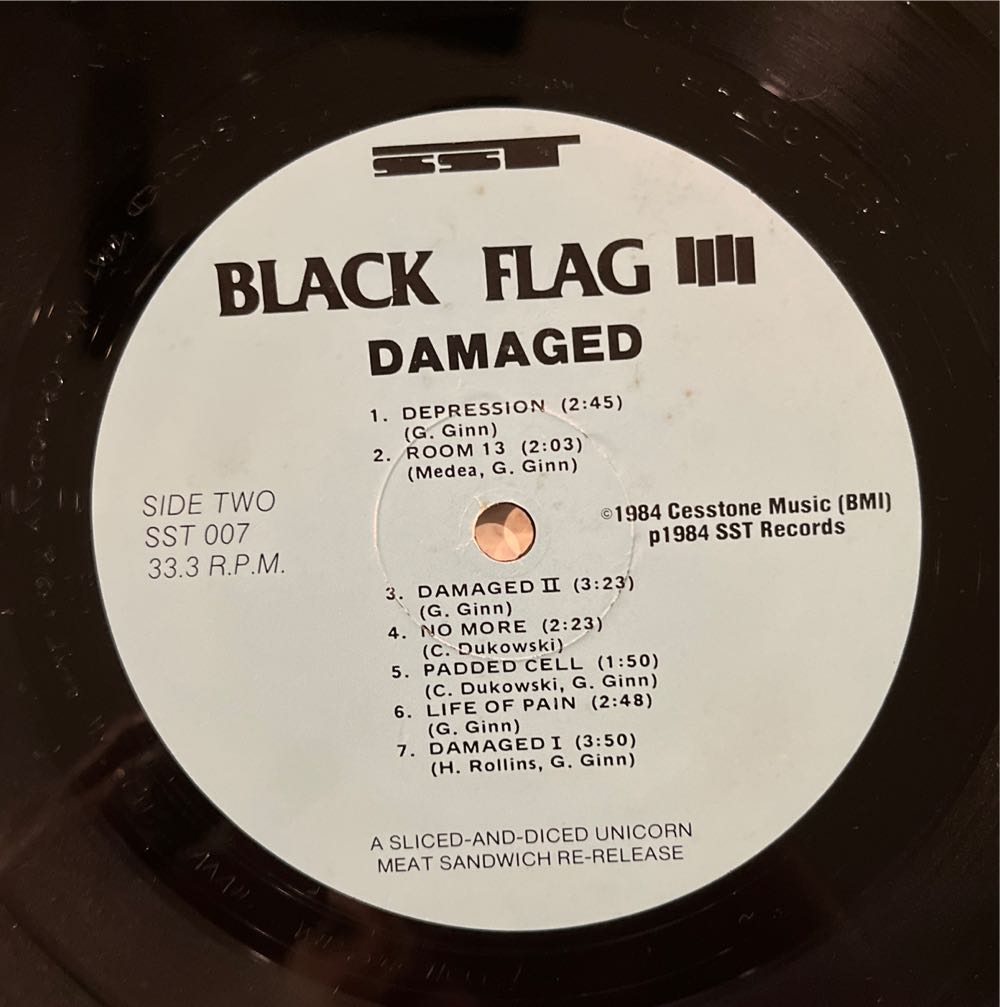 SST
BLACK FLAG
DAMAGED
1. DEPRESSION (2:45)
(G. Ginn)
2. ROOM 13 (2:03)
(Medea, G. Ginn)
SIDE TWO
SST 007
33.3 R.P.M.
©1984 Cesstone Music (BMI)
p1984 SST Records
3. DAMAGED II (3:23)
(G. Ginn)
4. NO MORE (2:23)
(C. Dukowski)
5. PADDED CELL (1:50)
(C. Dukowski, G. Ginn)
6. LIFE OF PAIN (2:48)
(G. Ginn)
7. DAMAGED I (3:50)
(H. Rollins, G. Ginn)
A SLICED-AND-DICED UNICORN
MEAT SANDWICH RE-RELEASE